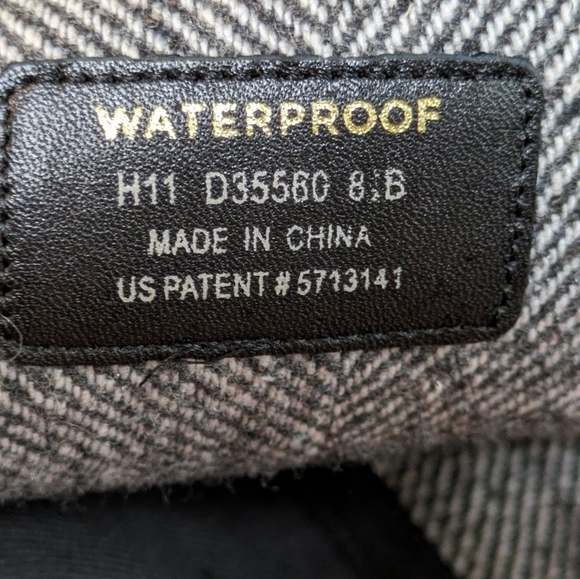 WATERPROOF
H11 D35560 8½B
MADE IN CHINA
US PATENT # 5713141